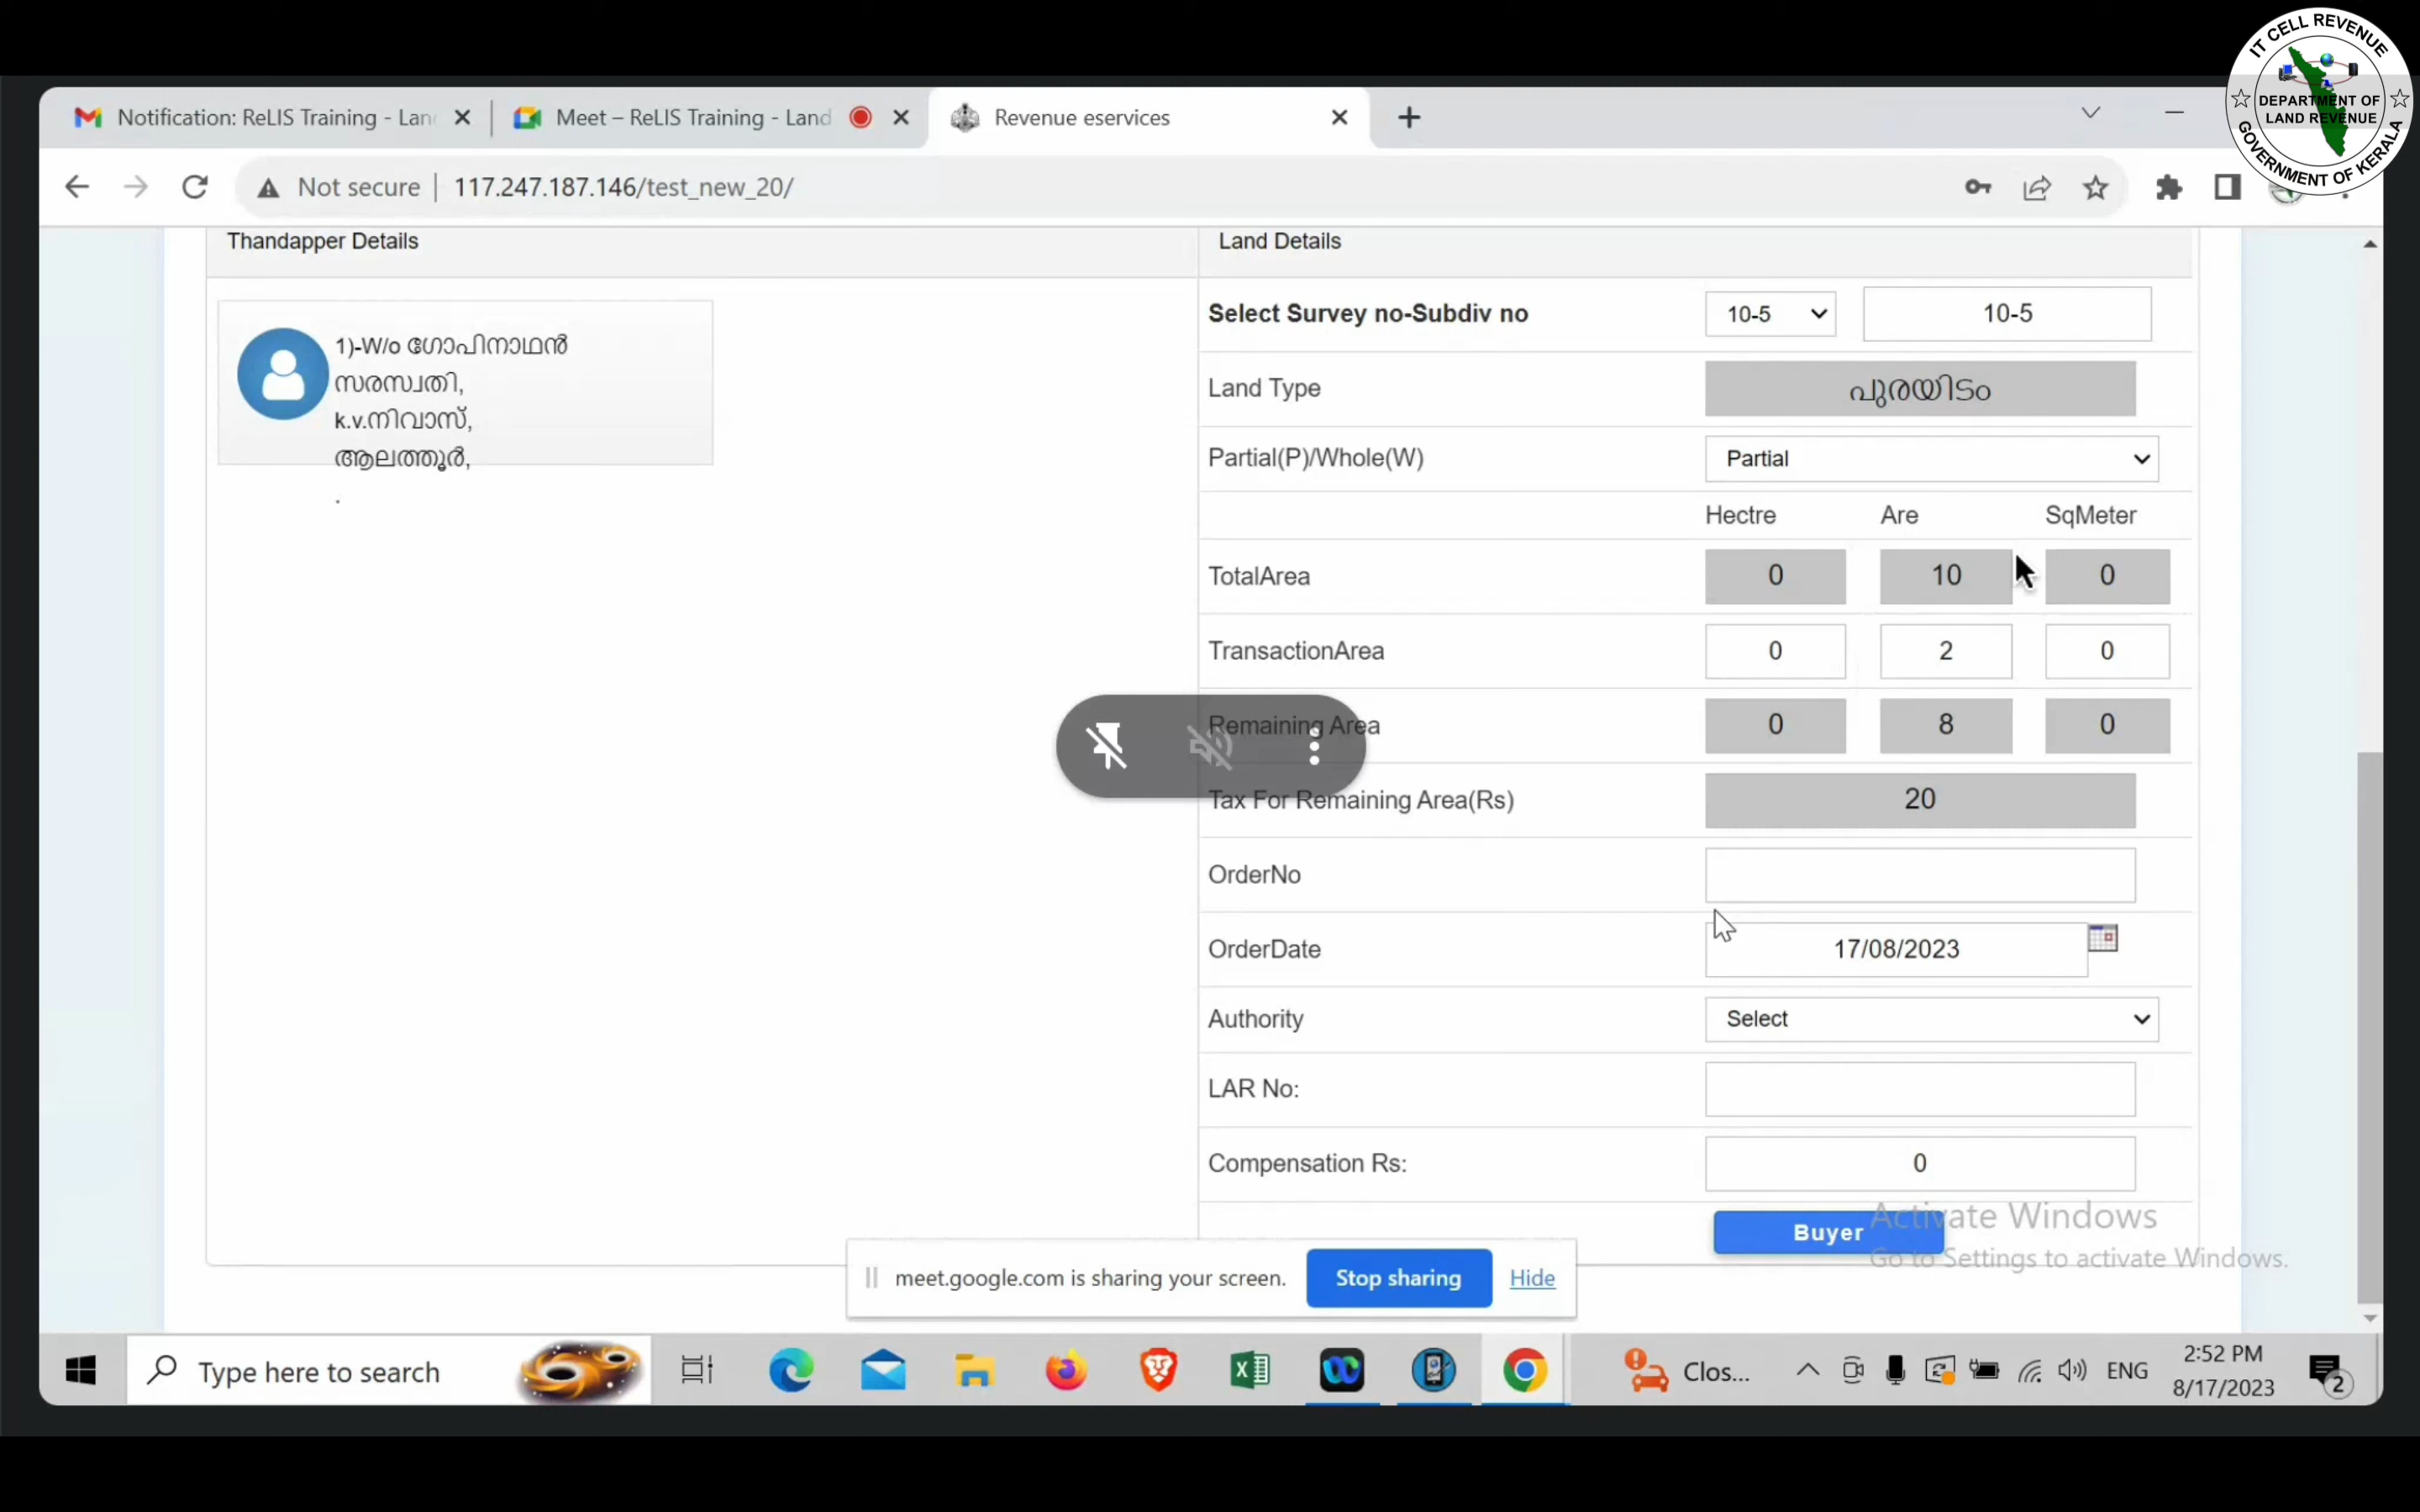 IT CELL REVENUE
DEPARTMENT OF
LAND REVENUE
GOVERNMENT OF KERALA
Notification: ReLIS Training - Lan
Meet – ReLIS Training - Land
Revenue eservices
Not secure
117.247.187.146/test_new_20/
Thandapper Details
Land Details
1)-W/o ഗോപിനാഥൻ
സരസ്വതി,
k.v.നിവാസ്,
ആലത്തൂർ,
.
Select Survey no-Subdiv no 10-5 10-5
Land Type പുരയിടം
Partial(P)/Whole(W) Partial
Hectre Are SqMeter
TotalArea 0 10 0
TransactionArea 0 2 0
Remaining Area 0 8 0
Tax For Remaining Area(Rs) 20
OrderNo
OrderDate 17/08/2023
Authority Select
LAR No:
Compensation Rs: 0
Buyer
Activate Windows
Go to Settings to activate Windows.
meet.google.com is sharing your screen. Stop sharing Hide
Type here to search
Clos...
ENG
2:52 PM
8/17/2023
2